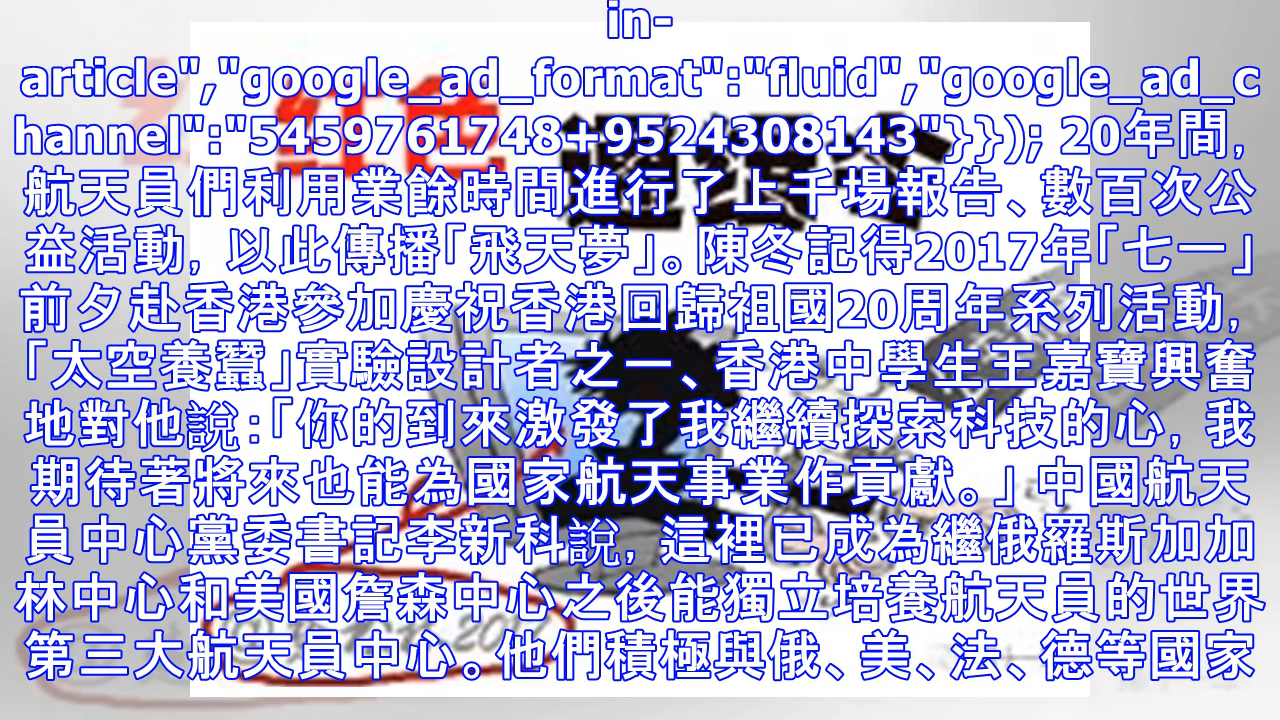 in-
article","google_ad_format":"fluid","google_ad_c
hannel":"5459761748+9524308143"}}); 20年間,
航天員們利用業餘時間進行了上千場報告、數百次公
益活動, 以此傳播「飛天夢」。陳冬記得2017年「七一」
前夕赴香港參加慶祝香港回歸祖國20周年系列活動,
「太空養蠶」實驗設計者之一、香港中學生王嘉寶興奮
地對他說:「你的到來激發了我繼續探索科技的心, 我
期待著將來也能為國家航天事業作貢獻。」 中國航天
員中心黨委書記李新科說, 這裡已成為繼俄羅斯加加
林中心和美國詹森中心之後能獨立培養航天員的世界
第三大航天員中心。他們積極與俄、美、法、德等國家